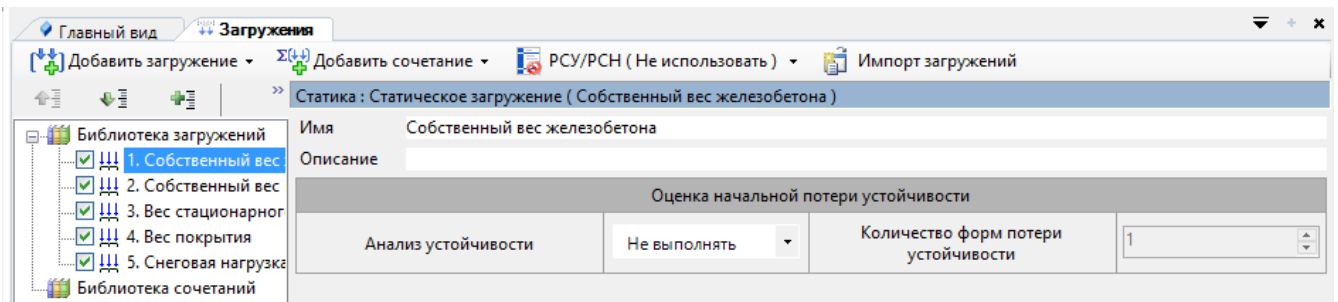 Главный вид Загружения
Добавить загружение Добавить сочетание РСУ/РСН ( Не использовать ) Импорт загружений
Статика : Статическое загружение ( Собственный вес железобетона )
Библиотека загружений
1. Собственный вес
2. Собственный вес
3. Вес стационарног
4. Вес покрытия
5. Снеговая нагрузка
Библиотека сочетаний
Имя Собственный вес железобетона
Описание
Оценка начальной потери устойчивости
Анализ устойчивости Не выполнять Количество форм потери
устойчивости 1